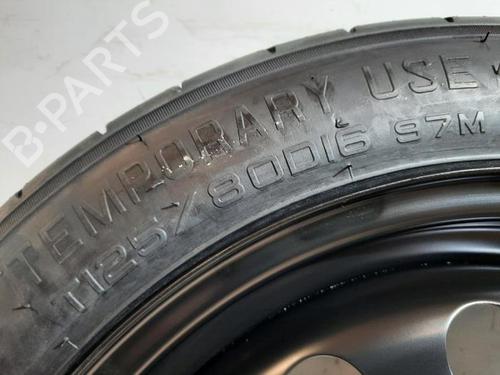 B-PARTS
TEMPORARY USE
T125/80D16 97M